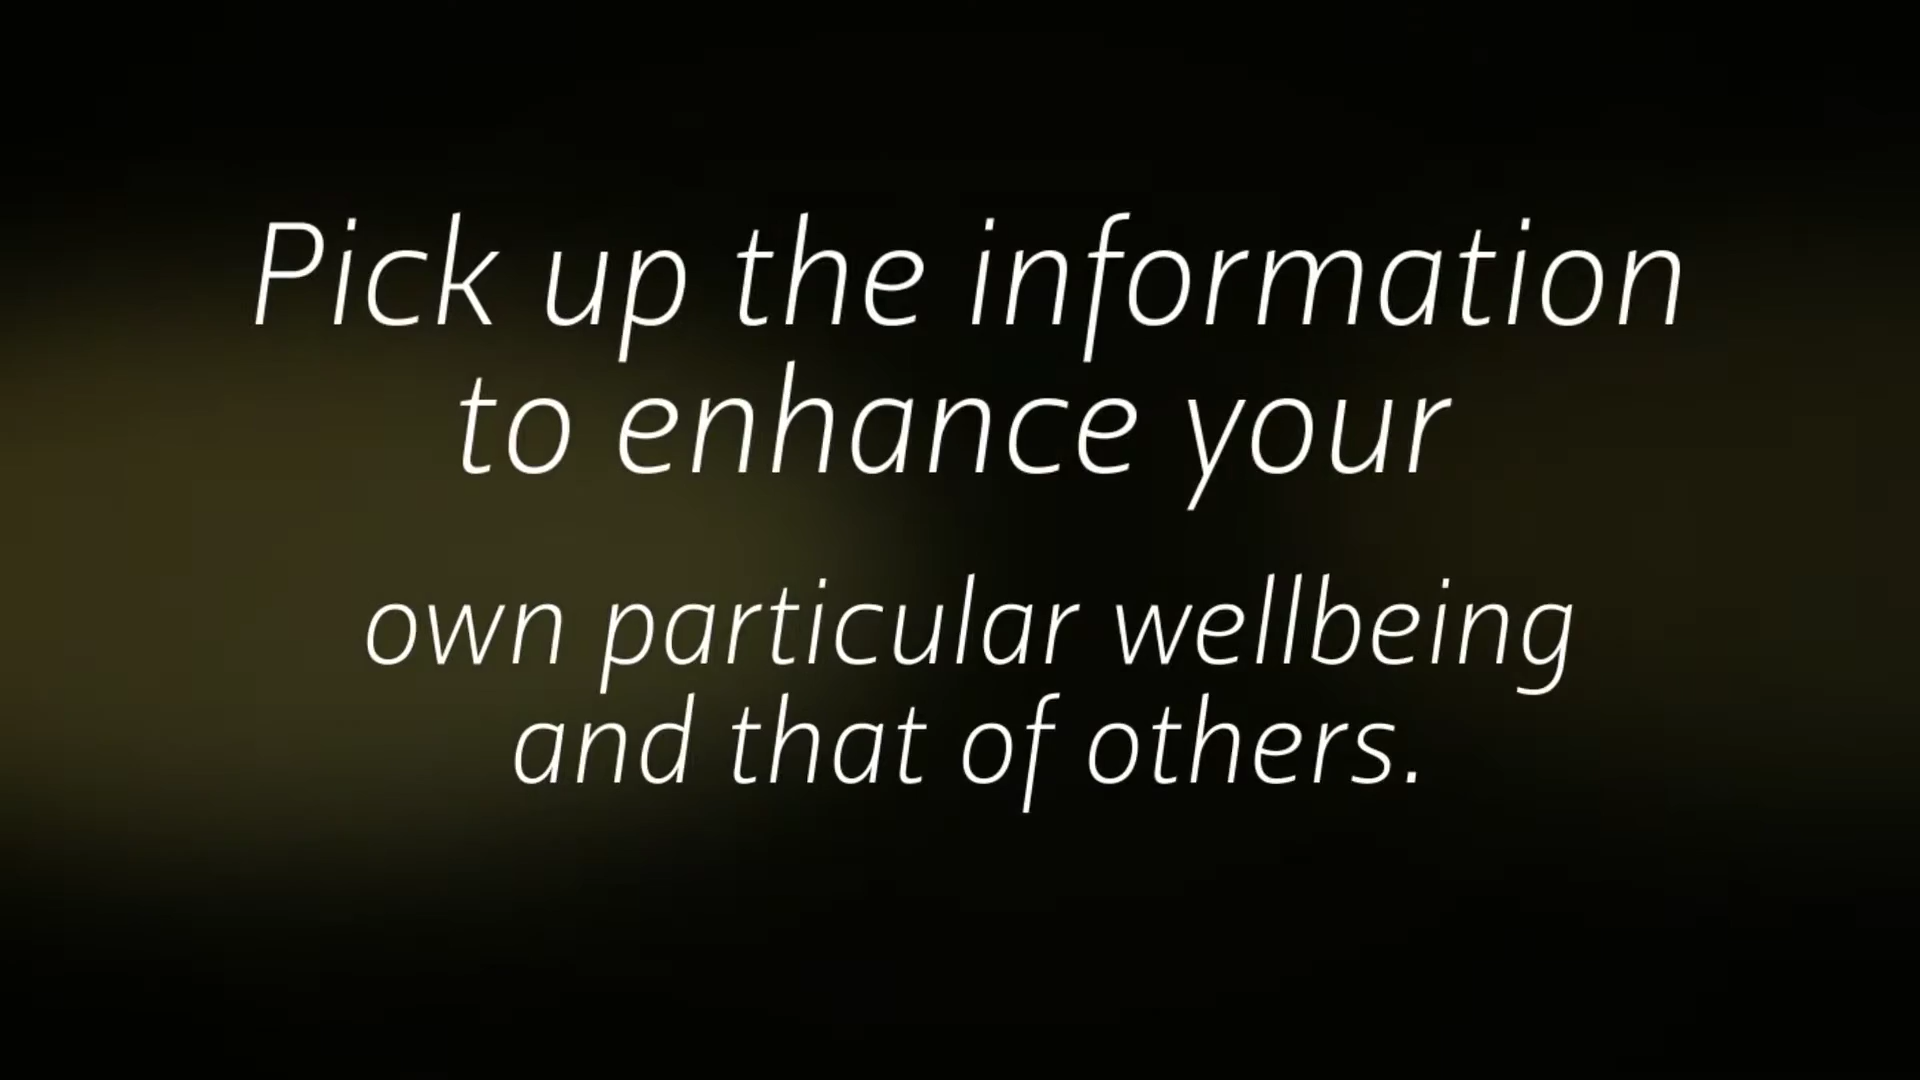 Pick up the information
to enhance your
own particular wellbeing
and that of others.